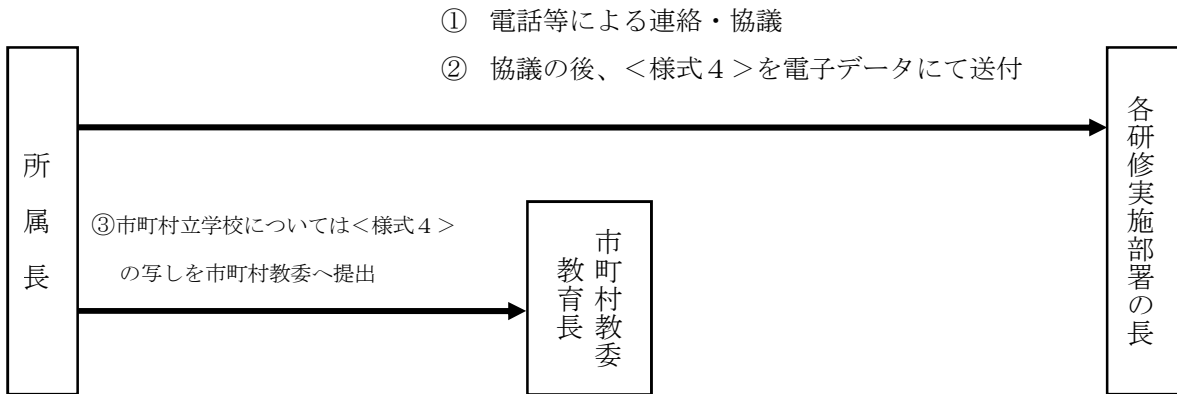 ① 電話等による連絡・協議
② 協議の後、＜様式４＞を電子データにて送付
所属長
各研修実施部署の長
③市町村立学校については＜様式４＞
の写しを市町村教委へ提出
市町村教委
教育長